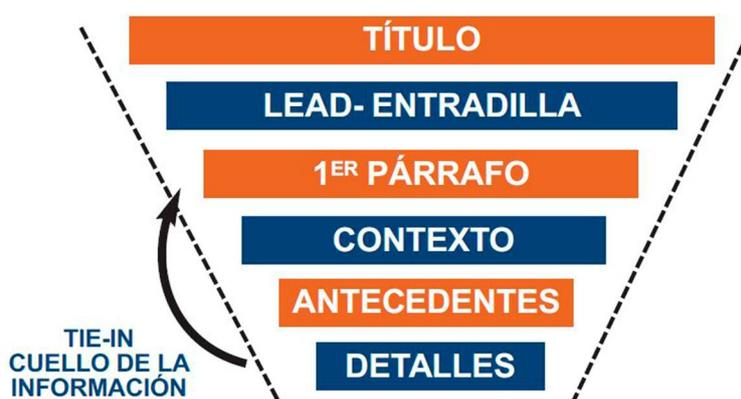 TÍTULO
LEAD- ENTRADILLA
1ER PÁRRAFO
CONTEXTO
ANTECEDENTES
DETALLES
TIE-IN
CUELLO DE LA
INFORMACIÓN